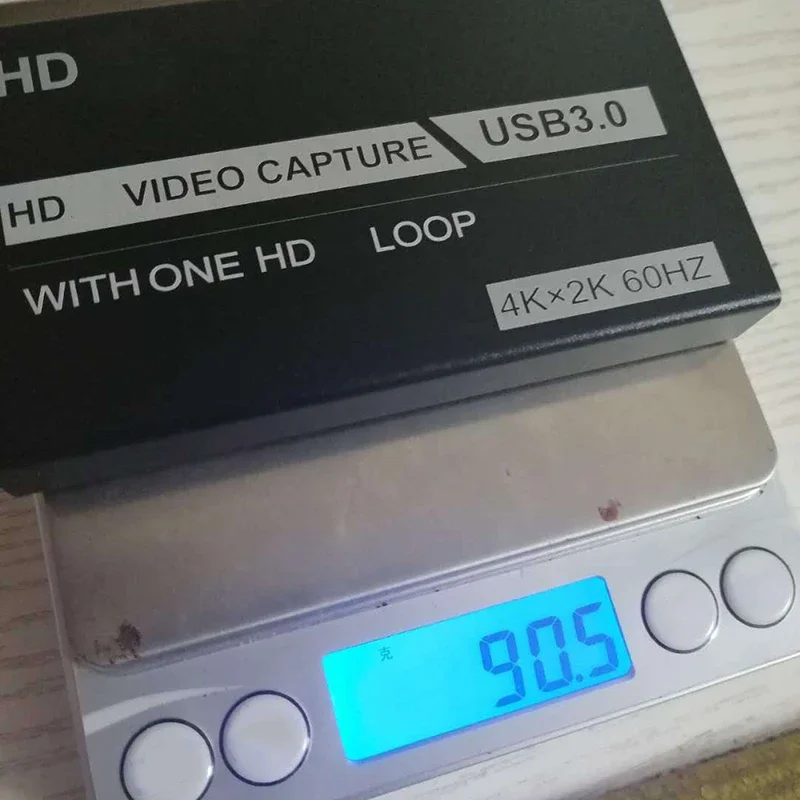 HD
HD VIDEO CAPTURE USB3.0
WITH ONE HD LOOP
4K×2K 60HZ
克
90.5